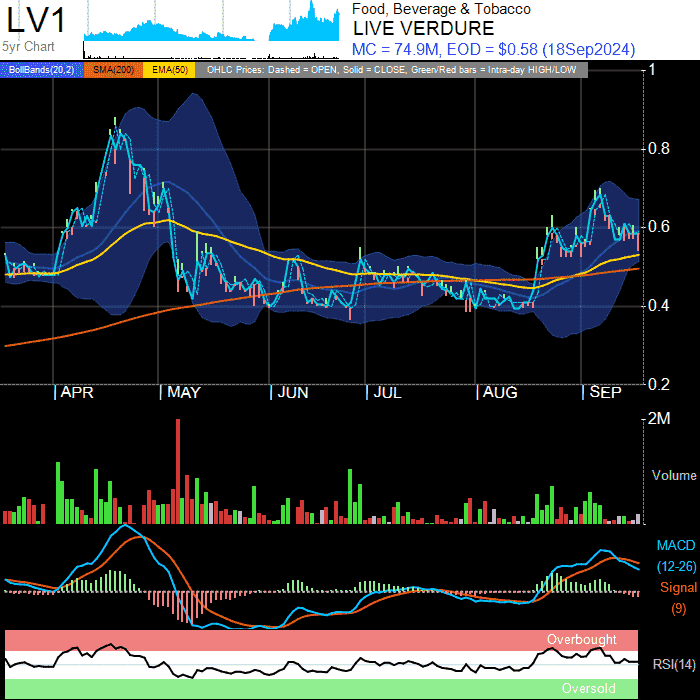 LV1
5yr Chart
Food, Beverage & Tobacco
LIVE VERDURE
MC = 74.9M, EOD = $0.58 (18Sep2024)
BollBands(20,2) SMA(200) EMA(50) OHLC Prices: Dashed = OPEN, Solid = CLOSE, Green/Red bars = Intra-day HIGH/LOW
1
0.8
0.6
0.4
0.2
APR MAY JUN JUL AUG SEP
2M
Volume
MACD
(12-26)
Signal
(9)
Overbought
RSI(14)
Oversold